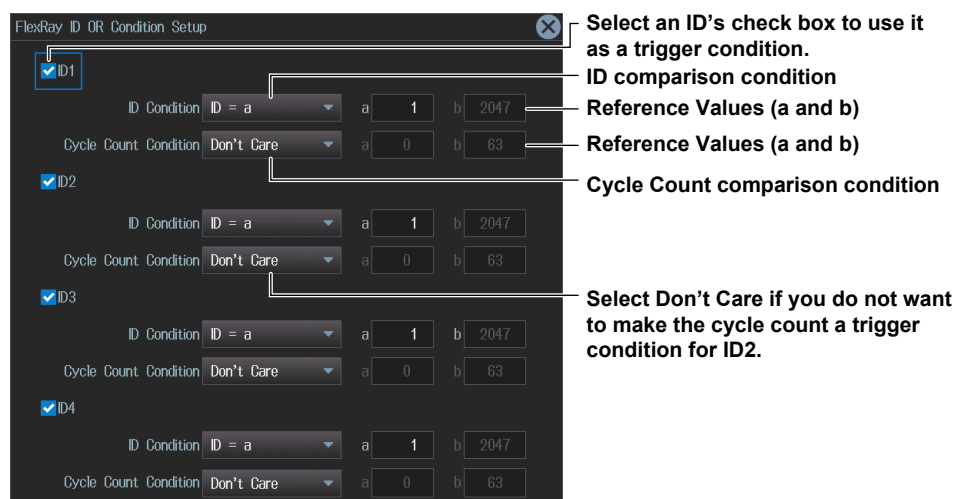 FlexRay ID OR Condition Setup
Select an ID's check box to use it
as a trigger condition.
ID1
ID comparison condition
ID Condition ID = a a 1 b 2047
Reference Values (a and b)
Cycle Count Condition Don't Care a 0 b 63
Reference Values (a and b)
ID2
Cycle Count comparison condition
ID Condition ID = a a 1 b 2047
Cycle Count Condition Don't Care a 0 b 63
ID3
Select Don't Care if you do not want
to make the cycle count a trigger
condition for ID2.
ID Condition ID = a a 1 b 2047
Cycle Count Condition Don't Care a 0 b 63
ID4
ID Condition ID = a a 1 b 2047
Cycle Count Condition Don't Care a 0 b 63